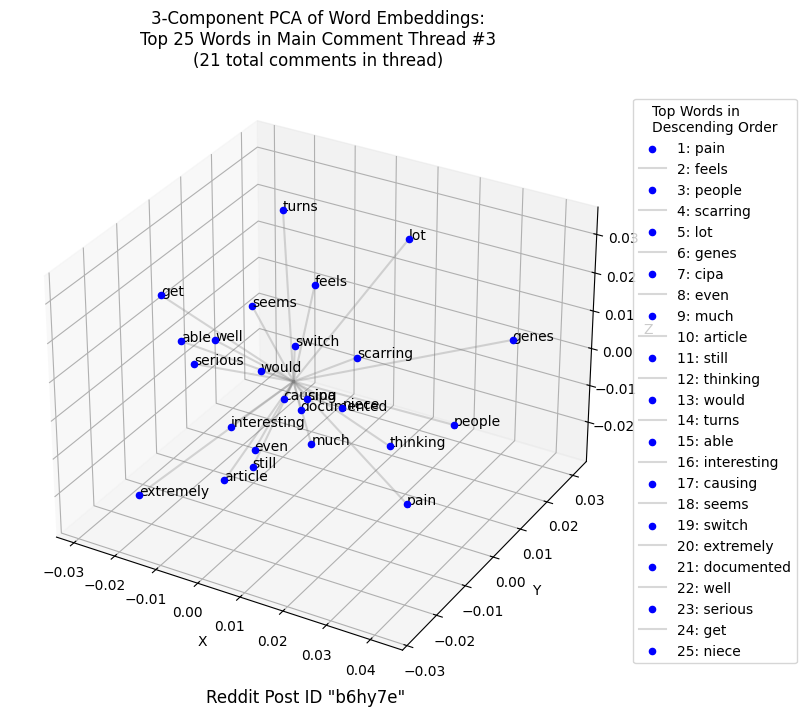 3-Component PCA of Word Embeddings:
Top 25 Words in Main Comment Thread #3
(21 total comments in thread)
Top Words in
Descending Order
1: pain
2: feels
3: people
4: scarring
5: lot
6: genes
7: cipa
8: even
9: much
10: article
11: still
12: thinking
13: would
14: turns
15: able
16: interesting
17: causing
18: seems
19: switch
20: extremely
21: documented
22: well
23: serious
24: get
25: niece
turns
lot
feels
get
seems
able
well
switch
genes
serious
scarring
would
causing
cipa
niece
documented
interesting
people
even
much
thinking
still
article
extremely
pain
0.03
0.02
0.01
Z
0.00
−0.01
−0.02
0.03
0.02
0.01
0.00
Y
−0.01
−0.02
−0.03
−0.03
−0.02
−0.01
0.00
0.01
X
0.02
0.03
0.04
Reddit Post ID "b6hy7e"